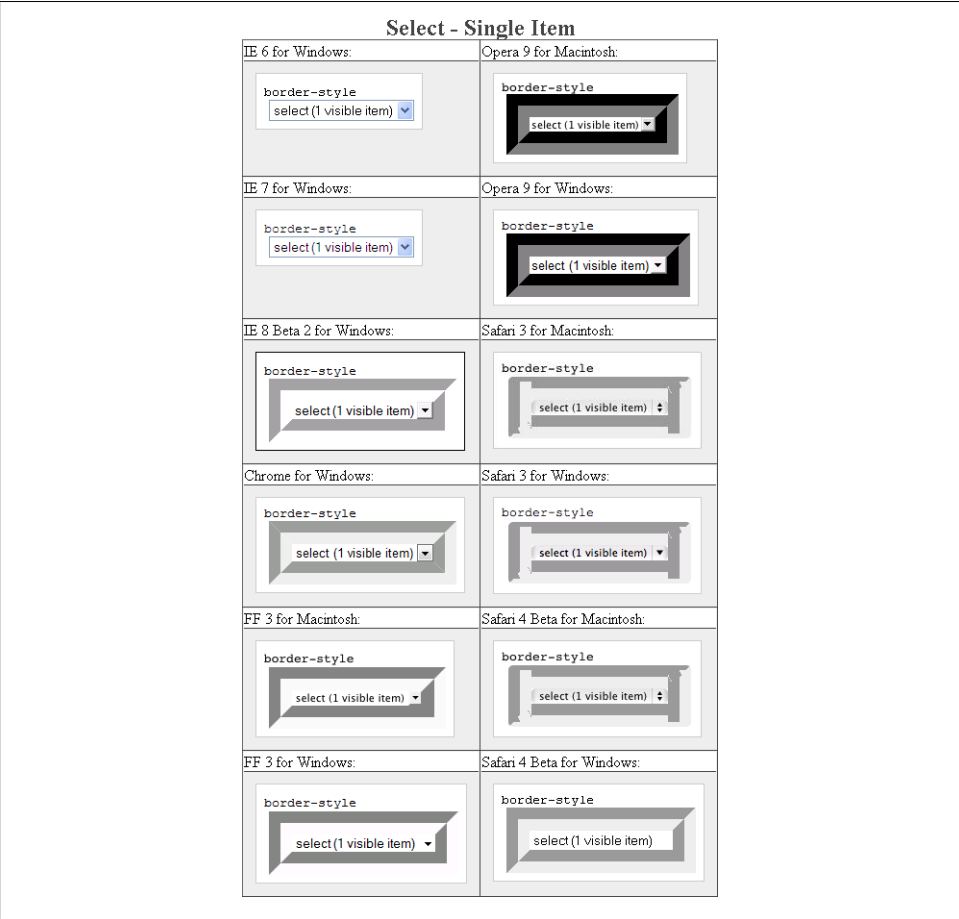 Select - Single Item
IE 6 for Windows:
border-style
select (1 visible item)
Opera 9 for Macintosh:
border-style
select (1 visible item)
IE 7 for Windows:
border-style
select (1 visible item)
Opera 9 for Windows:
border-style
select (1 visible item)
IE 8 Beta 2 for Windows:
border-style
select (1 visible item)
Safari 3 for Macintosh:
border-style
select (1 visible item)
Chrome for Windows:
border-style
select (1 visible item)
Safari 3 for Windows:
border-style
select (1 visible item)
FF 3 for Macintosh:
border-style
select (1 visible item)
Safari 4 Beta for Macintosh:
border-style
select (1 visible item)
FF 3 for Windows:
border-style
select (1 visible item)
Safari 4 Beta for Windows:
border-style
select (1 visible item)